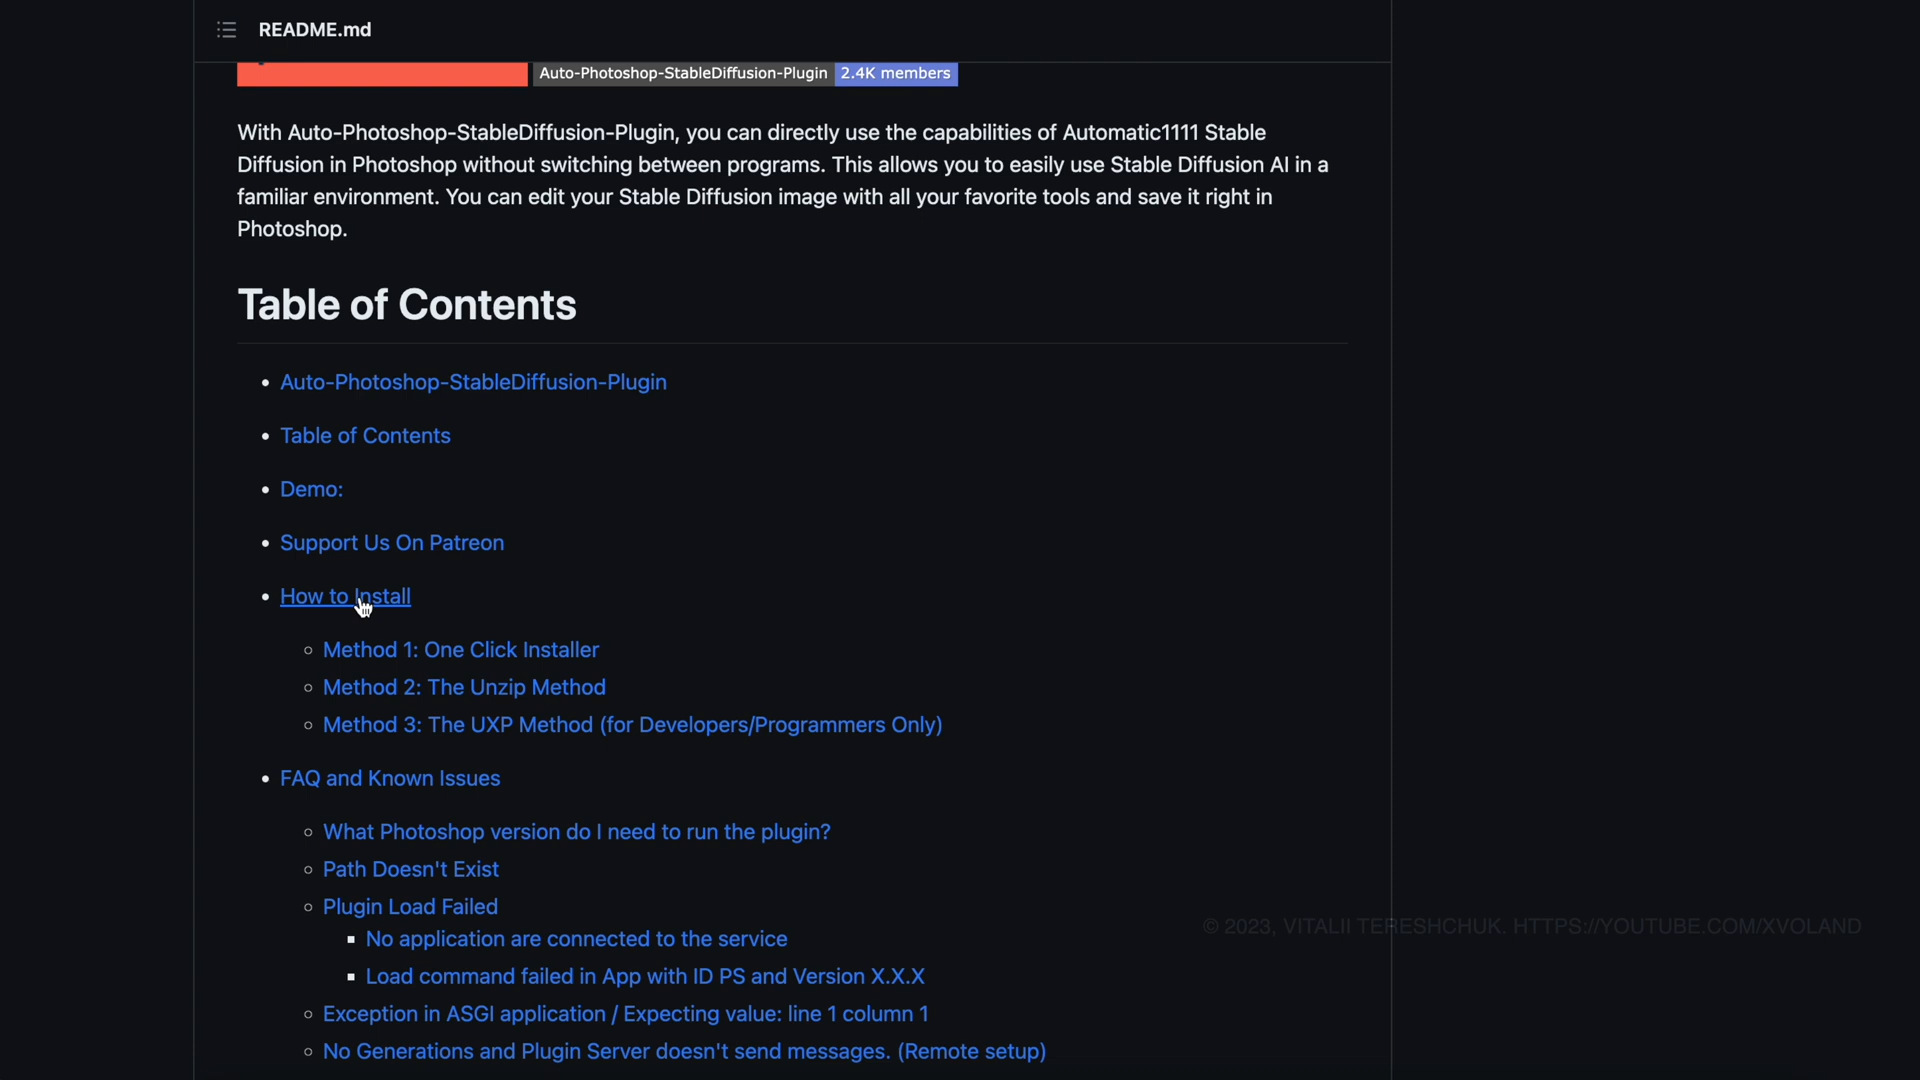 README.md
Auto-Photoshop-StableDiffusion-Plugin 2.4K members
With Auto-Photoshop-StableDiffusion-Plugin, you can directly use the capabilities of Automatic1111 Stable
Diffusion in Photoshop without switching between programs. This allows you to easily use Stable Diffusion AI in a
familiar environment. You can edit your Stable Diffusion image with all your favorite tools and save it right in
Photoshop.
Table of Contents
Auto-Photoshop-StableDiffusion-Plugin
Table of Contents
Demo:
Support Us On Patreon
How to Install
Method 1: One Click Installer
Method 2: The Unzip Method
Method 3: The UXP Method (for Developers/Programmers Only)
FAQ and Known Issues
What Photoshop version do I need to run the plugin?
Path Doesn't Exist
Plugin Load Failed
No application are connected to the service
Load command failed in App with ID PS and Version X.X.X
Exception in ASGI application / Expecting value: line 1 column 1
No Generations and Plugin Server doesn't send messages. (Remote setup)
© 2023, VITALII TERESHCHUK. HTTPS://YOUTUBE.COM/XVOLAND